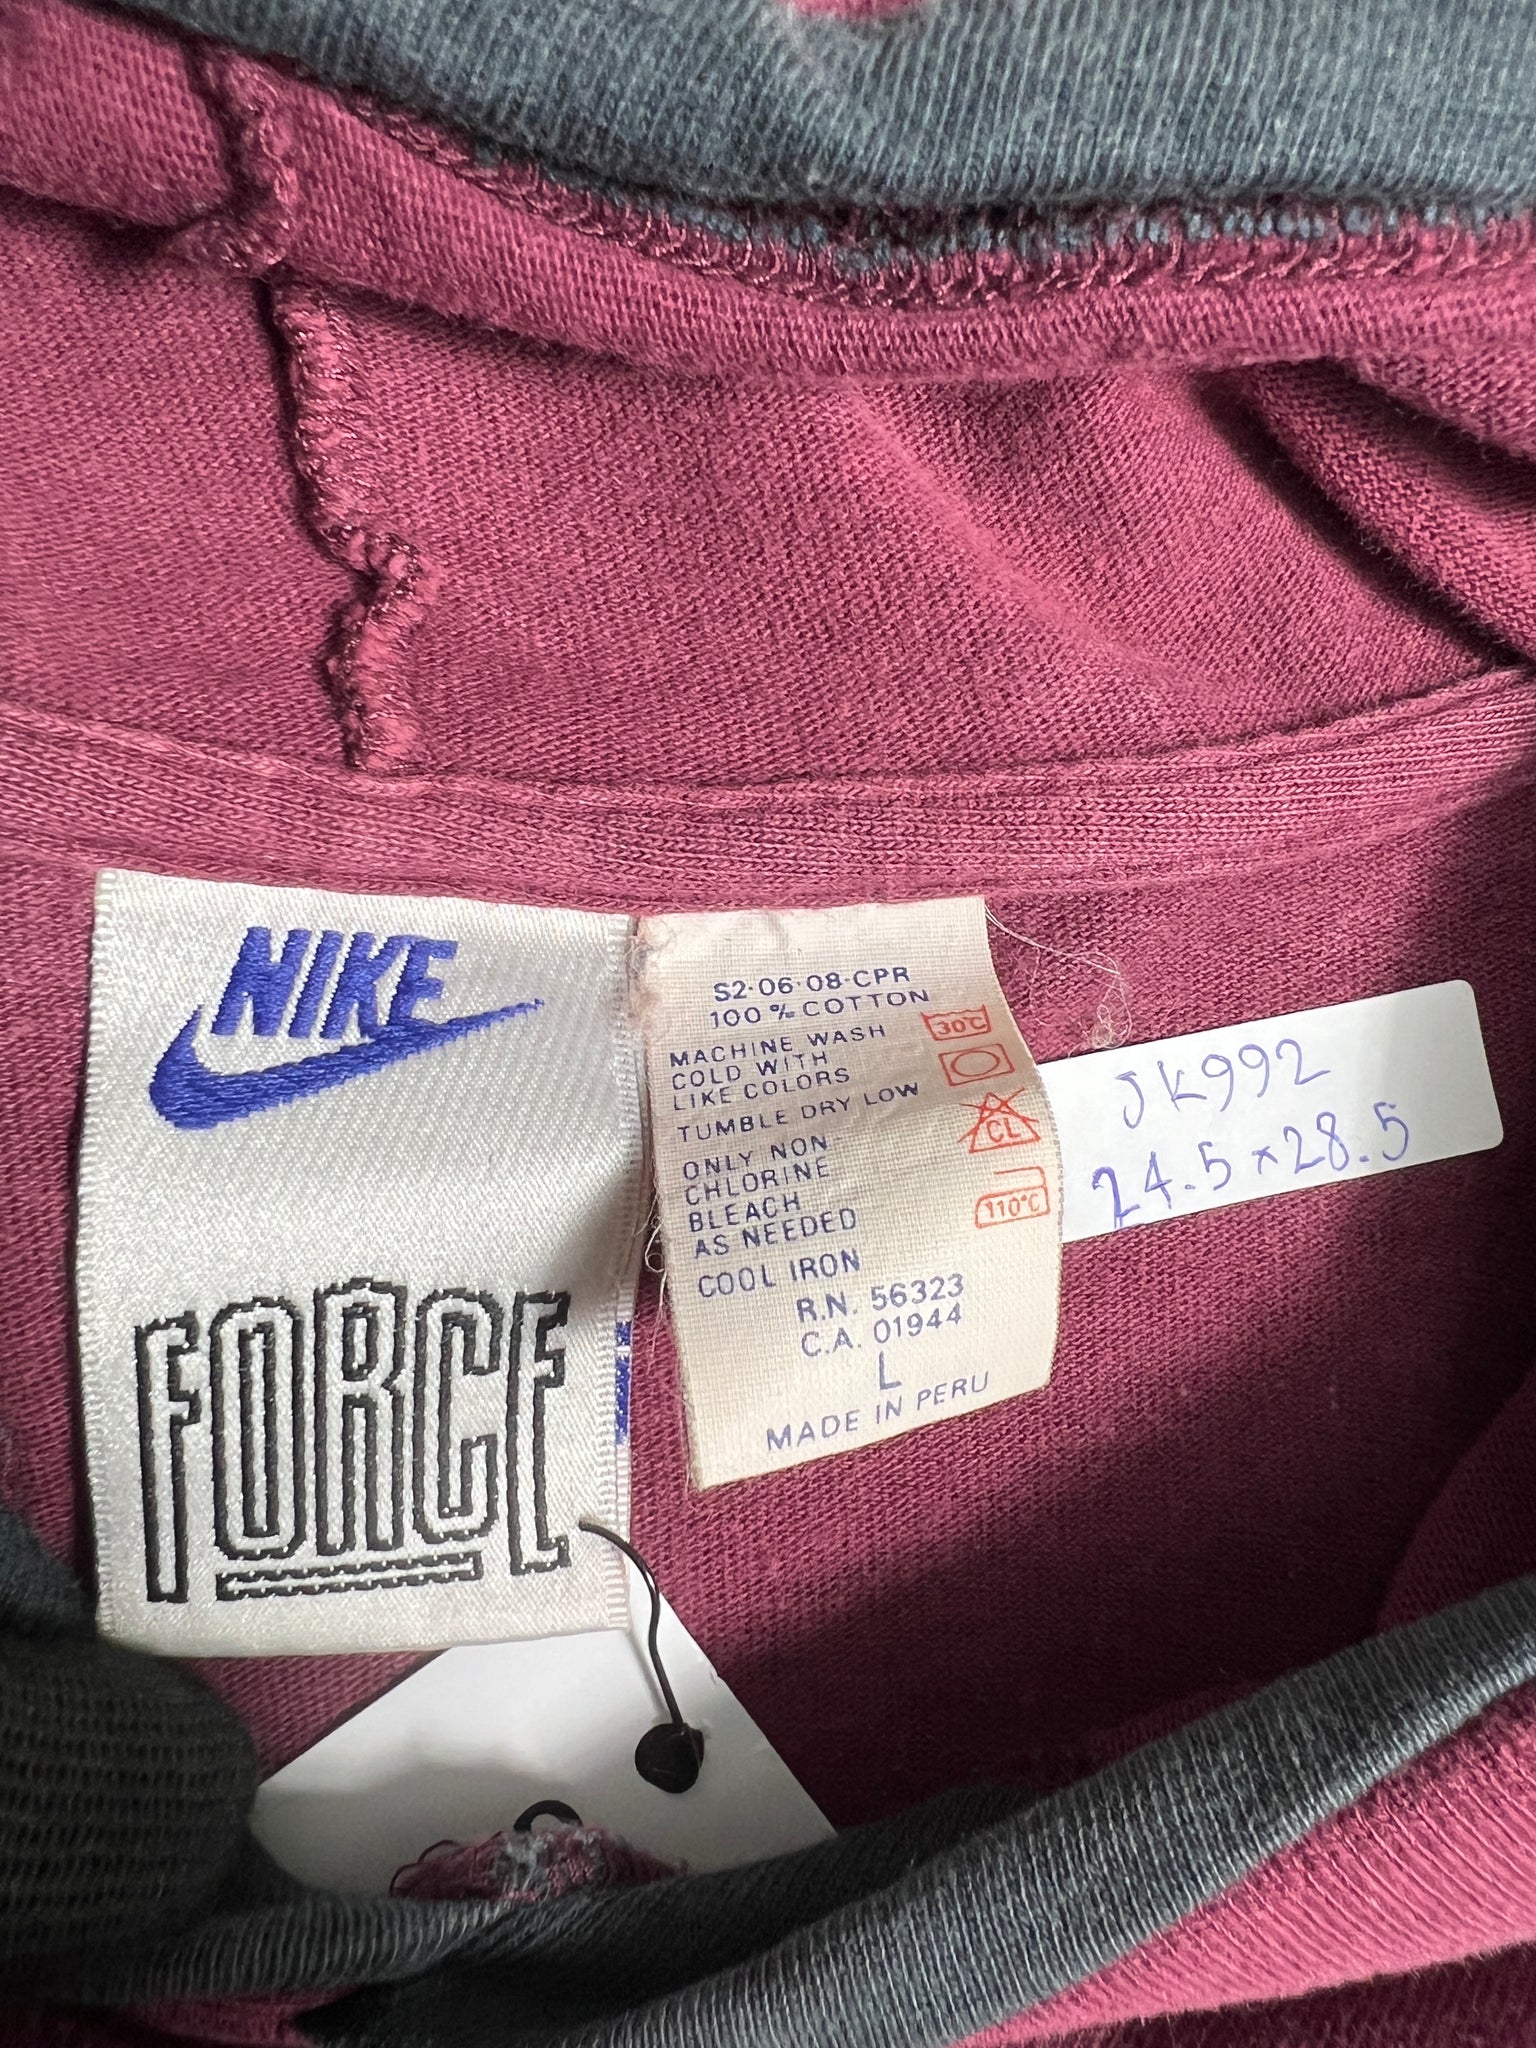 NIKE
FORCE
S2·06·08·CPR
100% COTTON
MACHINE WASH
COLD WITH
LIKE COLORS
TUMBLE DRY LOW
ONLY NON-
CHLORINE
BLEACH
AS NEEDED
COOL IRON
30°C
CL
110°C
R.N. 56323
C.A. 01944
L
MADE IN PERU
JK992
24.5×28.5